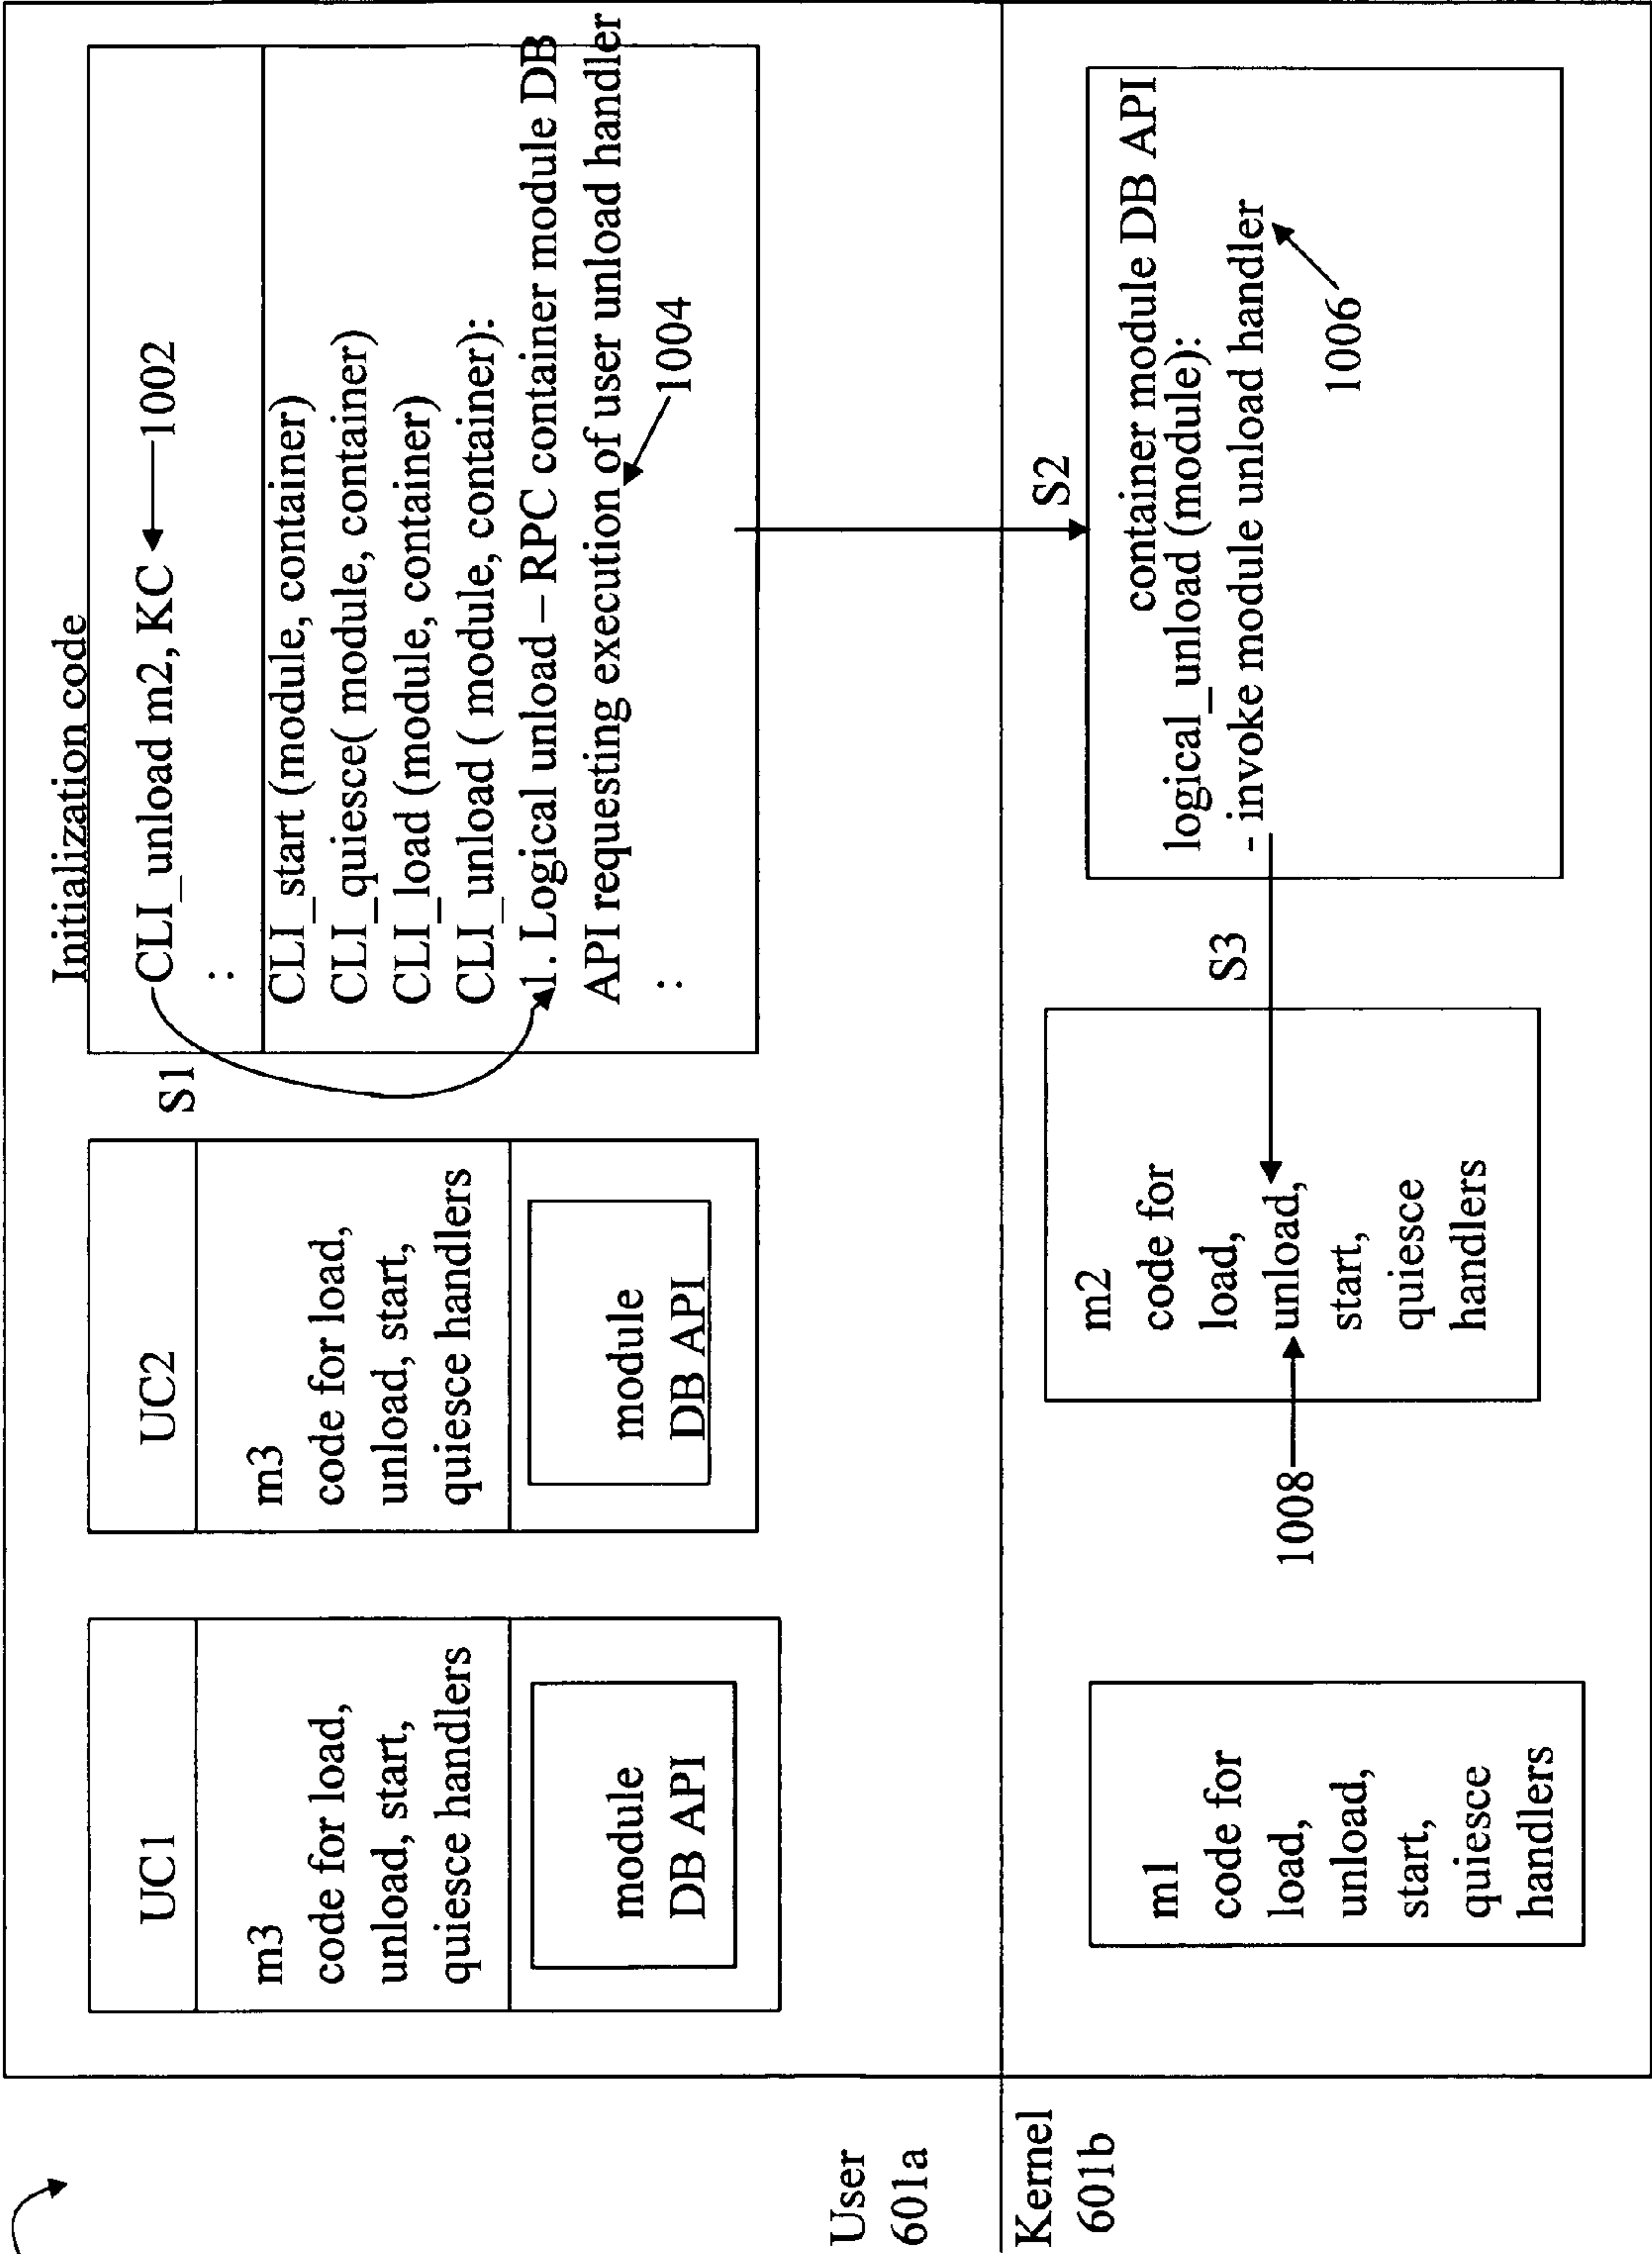 Initialization code
CLI_unload m2, KC
1002
:
S1
CLI_start (module, container)
CLI_quiesce( module, container)
CLI_load (module, container)
CLI_unload ( module, container):
1. Logical unload – RPC container module DB
API requesting execution of user unload handler
:
1004
UC1
m3
code for load,
unload, start,
quiesce handlers
module
DB API
UC2
m3
code for load,
unload, start,
quiesce handlers
module
DB API
User
601a
Kernel
601b
m1
code for
load,
unload,
start,
quiesce
handlers
m2
code for
load,
unload,
start,
quiesce
handlers
1008
S3
S2
container module DB API
logical_unload (module):
- invoke module unload handler
1006